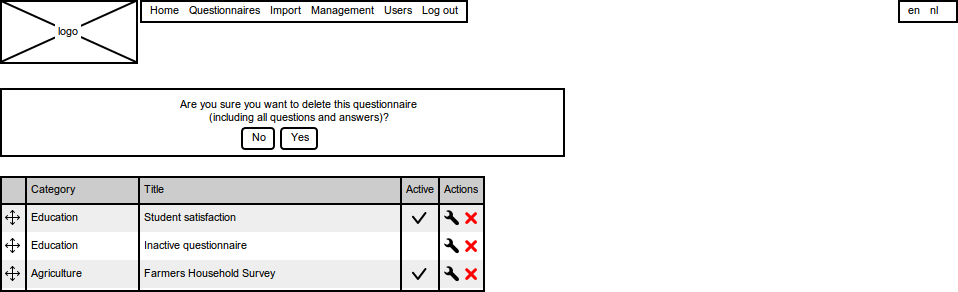 logo
Home Questionnaires Import Management Users Log out
en nl
Are you sure you want to delete this questionnaire
(including all questions and answers)?
No Yes
Category Title Active Actions
Education Student satisfaction
Education Inactive questionnaire
Agriculture Farmers Household Survey